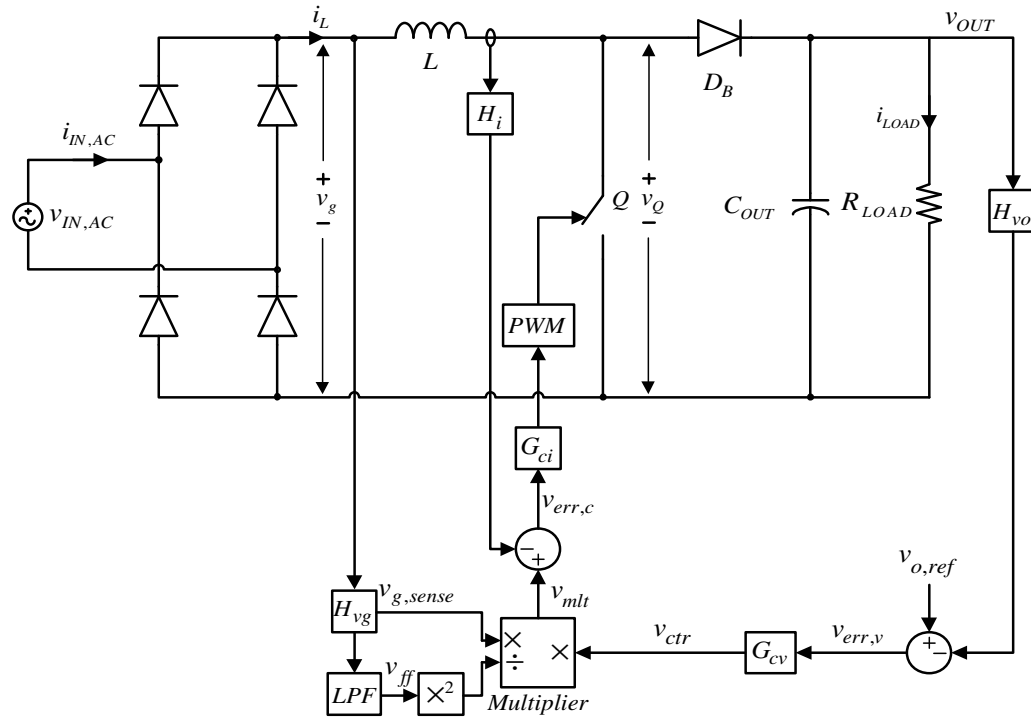 i_L
v_OUT
L
D_B
H_i
i_IN,AC
i_LOAD
+
v_g
-
+
v_Q
-
Q
v_IN,AC
C_OUT
R_LOAD
H_vo
PWM
G_ci
v_err,c
- +
v_o,ref
v_g,sense
v_mlt
H_vg
v_ctr
v_err,v
+ -
× ÷ ×
G_cv
v_ff
LPF
×²
Multiplier